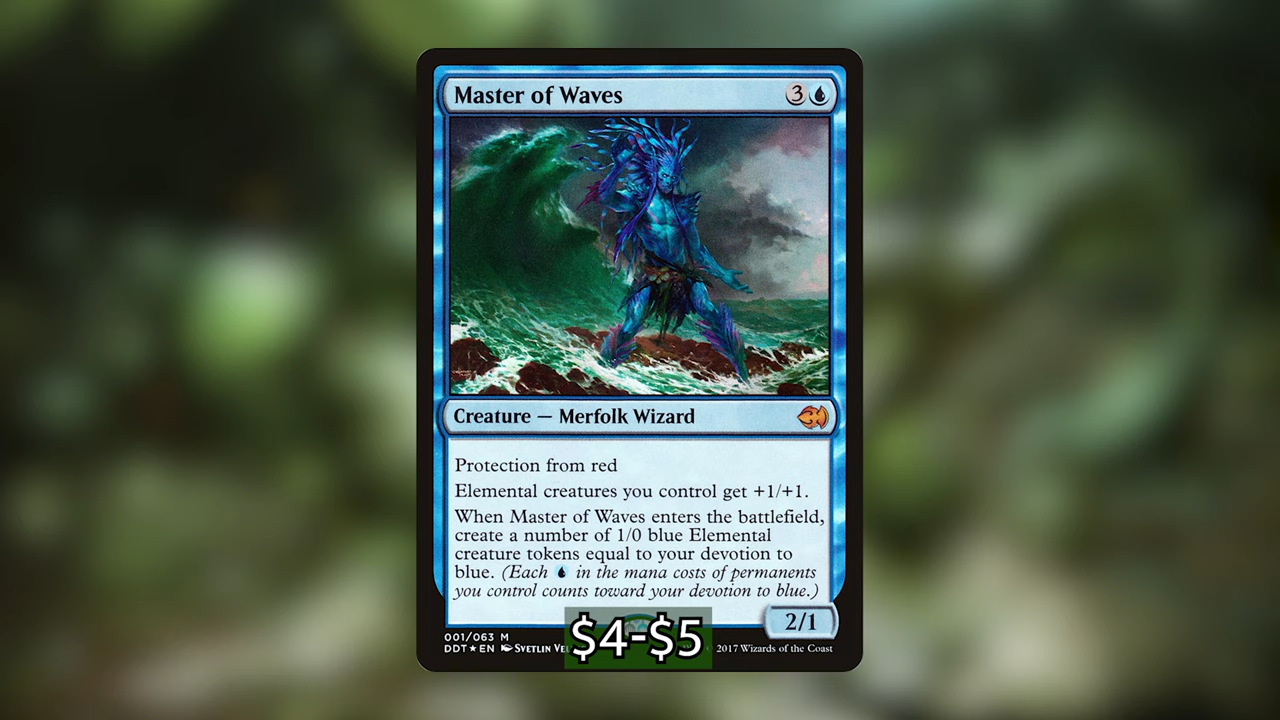 Master of Waves
3
Creature — Merfolk Wizard
Protection from red
Elemental creatures you control get +1/+1.
When Master of Waves enters the battlefield,
create a number of 1/0 blue Elemental
creature tokens equal to your devotion to
blue. (Each in the mana costs of permanents
you control counts toward your devotion to blue.)
2/1
001/063 M
DDT★EN SVETLIN
2017 Wizards of the Coast
$4-$5